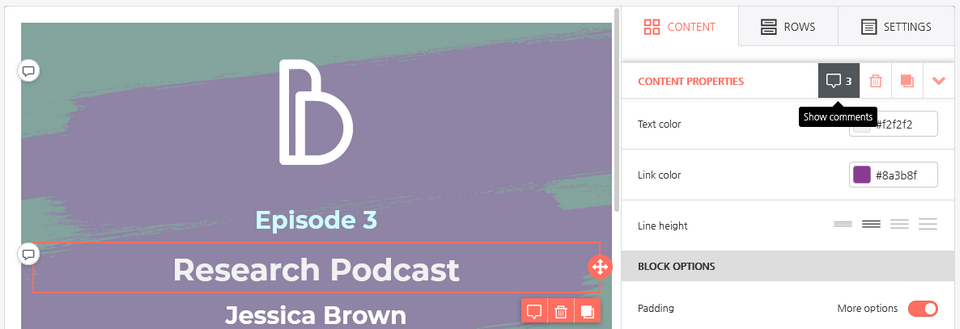 CONTENT
ROWS
SETTINGS
CONTENT PROPERTIES
3
Show comments
Text color
#f2f2f2
Link color
#8a3b8f
Line height
BLOCK OPTIONS
Padding
More options
Episode 3
Research Podcast
Jessica Brown